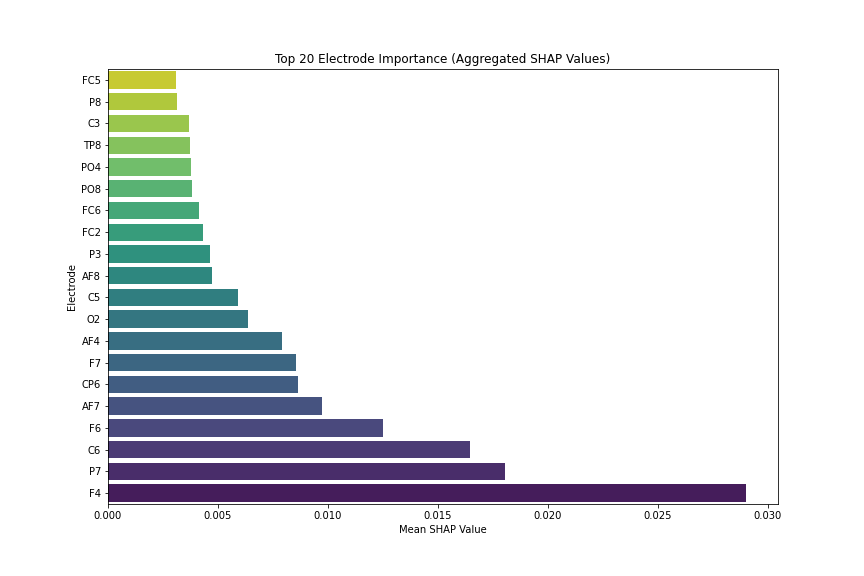 Top 20 Electrode Importance (Aggregated SHAP Values)
Electrode
FC5
P8
C3
TP8
PO4
PO8
FC6
FC2
P3
AF8
C5
O2
AF4
F7
CP6
AF7
F6
C6
P7
F4
0.000 0.005 0.010 0.015 0.020 0.025 0.030
Mean SHAP Value